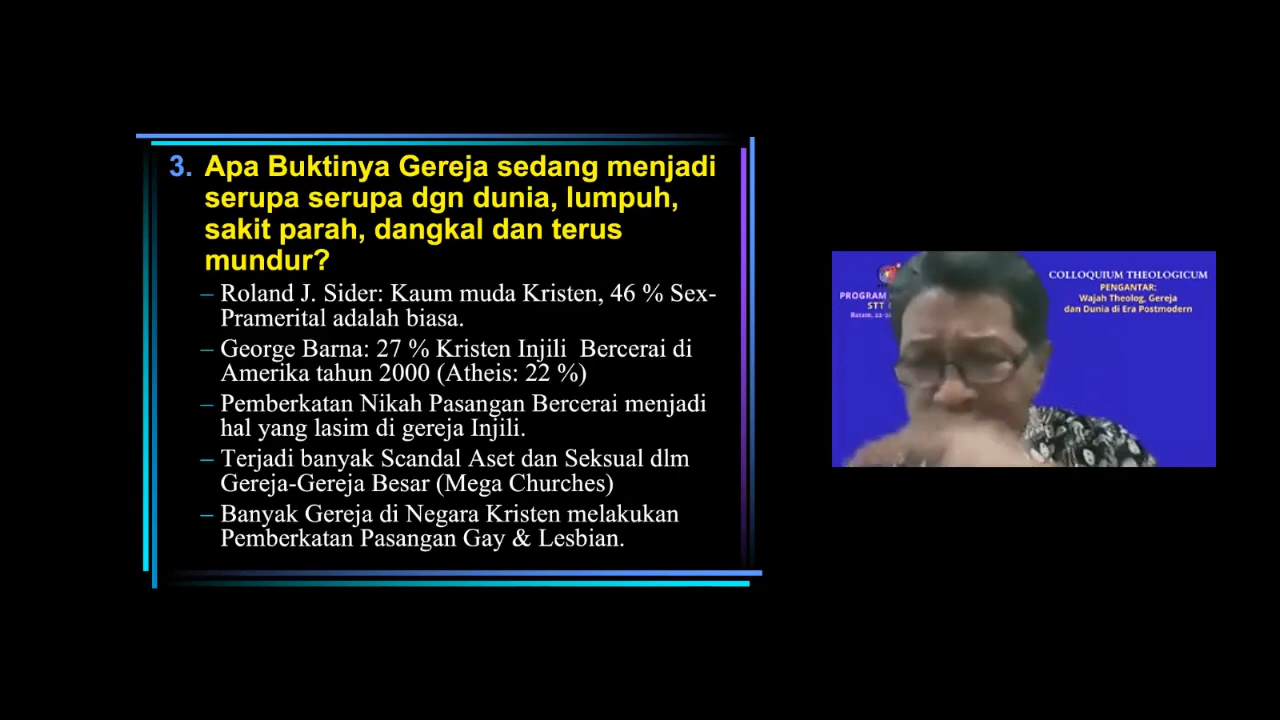 3. Apa Buktinya Gereja sedang menjadi
serupa serupa dgn dunia, lumpuh,
sakit parah, dangkal dan terus
mundur?
– Roland J. Sider: Kaum muda Kristen, 46 % Sex-
Pramerital adalah biasa.
– George Barna: 27 % Kristen Injili Bercerai di
Amerika tahun 2000 (Atheis: 22 %)
– Pemberkatan Nikah Pasangan Bercerai menjadi
hal yang lasim di gereja Injili.
– Terjadi banyak Scandal Aset dan Seksual dlm
Gereja-Gereja Besar (Mega Churches)
– Banyak Gereja di Negara Kristen melakukan
Pemberkatan Pasangan Gay & Lesbian.
PROGRAM
STT
Batam, 22-2
COLLOQUIUM THEOLOGICUM
PENGANTAR;
Wajah Theolog, Gereja
dan Dunia di Era Postmodern